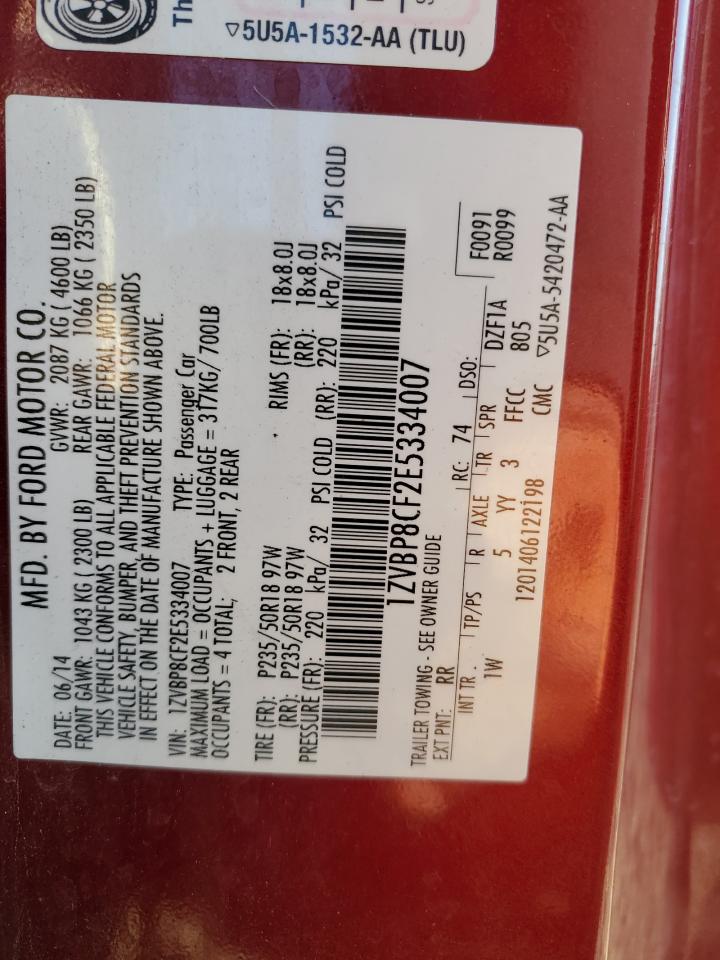 Th
▽5U5A-1532-AA (TLU)
MFD. BY FORD MOTOR CO.
DATE: 06/14 GVWR: 2087 KG ( 4600 LB)
FRONT GAWR: 1043 KG ( 2300 LB) REAR GAWR: 1066 KG ( 2350 LB)
THIS VEHICLE CONFORMS TO ALL APPLICABLE FEDERAL MOTOR
VEHICLE SAFETY, BUMPER, AND THEFT PREVENTION STANDARDS
IN EFFECT ON THE DATE OF MANUFACTURE SHOWN ABOVE.
VIN: 1ZVBP8CF2E5334007 TYPE: Passenger Car
MAXIMUM LOAD = OCCUPANTS + LUGGAGE = 317KG/ 700LB
OCCUPANTS = 4 TOTAL; 2 FRONT, 2 REAR
TIRE (FR): P235/50R18 97W RIMS (FR): 18x8.0J
(RR): P235/50R18 97W (RR): 18x8.0J
PRESSURE (FR): 220 kPa/ 32 PSI COLD (RR): 220 kPa/ 32 PSI COLD
1ZVBP8CF2E5334007
TRAILER TOWING - SEE OWNER GUIDE
EXT PNT: RR RC: 74 DSO: F0091
R0099
INT TR TP/PS R AXLE TR SPR DZF1A
1W 5 YY 3 FFCC 805
1201406122198 CMC ▽5U5A-5420472-AA